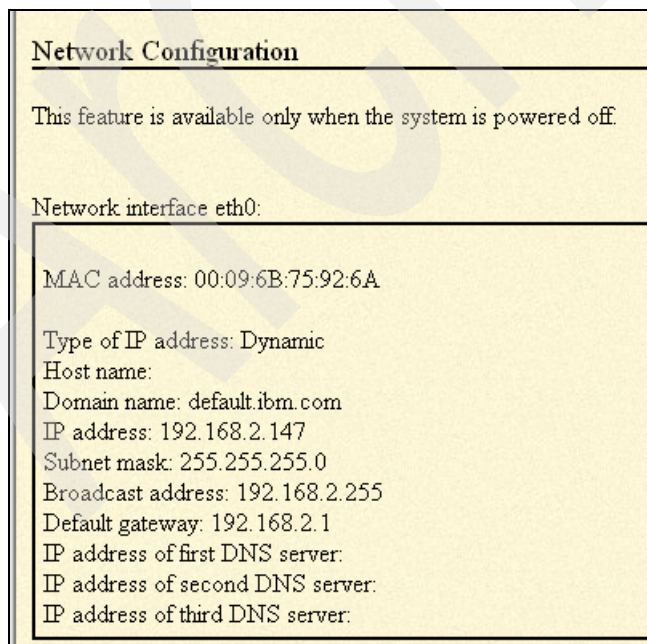 Network Configuration
This feature is available only when the system is powered off.
Network interface eth0:
MAC address: 00:09:6B:75:92:6A
Type of IP address: Dynamic
Host name:
Domain name: default.ibm.com
IP address: 192.168.2.147
Subnet mask: 255.255.255.0
Broadcast address: 192.168.2.255
Default gateway: 192.168.2.1
IP address of first DNS server:
IP address of second DNS server:
IP address of third DNS server: